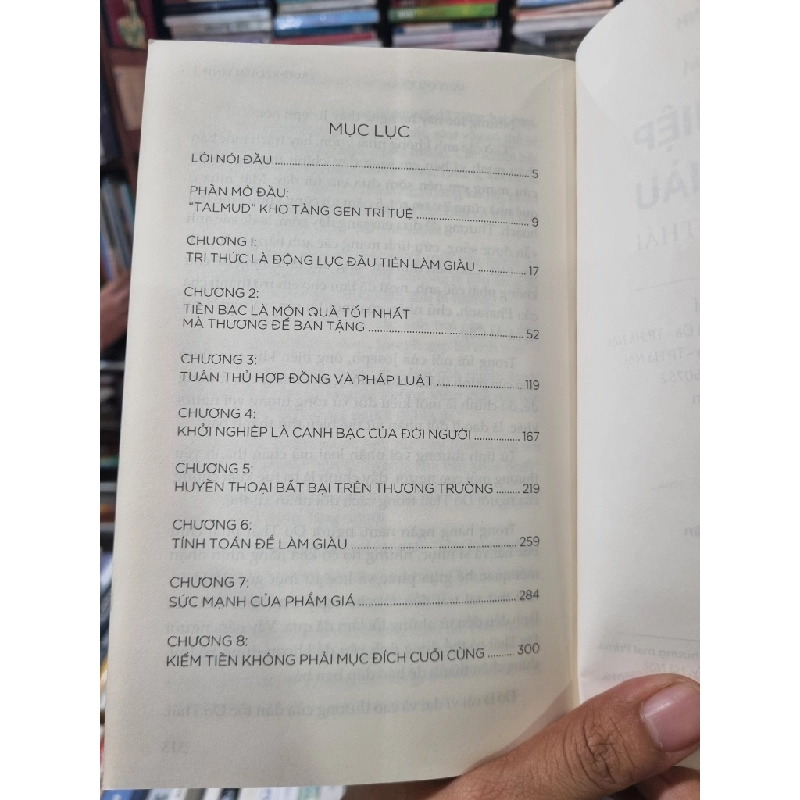 MỤC LỤC
LỜI NÓI ĐẦU 5
PHẦN MỞ ĐẦU:
"TALMUD" KHO TÀNG GEN TRÍ TUỆ 9
CHƯƠNG 1:
TRI THỨC LÀ ĐỘNG LỰC ĐẦU TIÊN LÀM GIÀU 17
CHƯƠNG 2:
TIỀN BẠC LÀ MÓN QUÀ TỐT NHẤT
MÀ THƯỢNG ĐẾ BAN TẶNG 52
CHƯƠNG 3:
TUÂN THỦ HỢP ĐỒNG VÀ PHÁP LUẬT 119
CHƯƠNG 4:
KHỞI NGHIỆP LÀ CANH BẠC CỦA ĐỜI NGƯỜI 167
CHƯƠNG 5:
HUYỀN THOẠI BẤT BẠI TRÊN THƯƠNG TRƯỜNG 219
CHƯƠNG 6:
TÍNH TOÁN ĐỂ LÀM GIÀU 259
CHƯƠNG 7:
SỨC MẠNH CỦA PHẨM GIÁ 284
CHƯƠNG 8:
KIẾM TIỀN KHÔNG PHẢI MỤC ĐÍCH CUỐI CÙNG 300